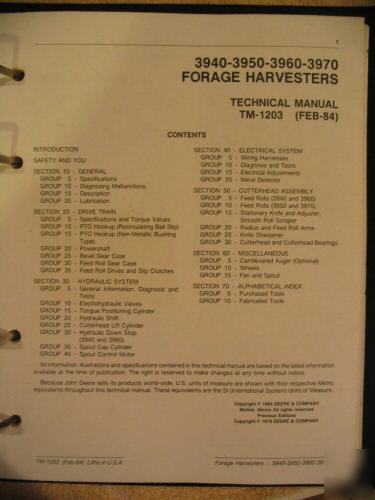 1
3940-3950-3960-3970
FORAGE HARVESTERS
TECHNICAL MANUAL
TM-1203 (FEB-84)
CONTENTS
INTRODUCTION
SAFETY AND YOU
SECTION 10 - GENERAL
GROUP 5 - Specifications
GROUP 10 - Diagnosing Malfunctions
GROUP 15 - Description
GROUP 20 - Lubrication
SECTION 20 - DRIVE TRAIN
GROUP 5 - Specifications and Torque Values
GROUP 10 - PTO Hookup (Recirculating Ball Slip)
GROUP 15 - PTO Hookup (Non-Metallic Bushing
Type)
GROUP 20 - Powershaft
GROUP 25 - Bevel Gear Case
GROUP 30 - Feed Roll Gear Case
GROUP 35 - Feed Roll Drives and Slip Clutches
SECTION 30 - HYDRAULIC SYSTEM
GROUP 5 - General Information, Diagnosis and
Tests
GROUP 10 - Electrohydraulic Valves
GROUP 15 - Tongue Positioning Cylinder
GROUP 20 - Hydraulic Shift
GROUP 25 - Cutterhead Lift Cylinder
GROUP 30 - Hydraulic Down Stop
(3940 and 3960)
GROUP 35 - Spout Cap Cylinder
GROUP 40 - Spout Control Motor
SECTION 40 - ELECTRICAL SYSTEM
GROUP 5 - Wiring Harnesses
GROUP 10 - Diagnosis and Tests
GROUP 15 - Electrical Adjustments
GROUP 20 - Metal Detector
SECTION 50 - CUTTERHEAD ASSEMBLY
GROUP 5 - Feed Rolls (3940 and 3960)
GROUP 10 - Feed Rolls (3950 and 3970)
GROUP 15 - Stationary Knife and Adjuster,
Smooth Roll Scraper
GROUP 20 - Radius and Feed Roll Arms
GROUP 25 - Knife Sharpener
GROUP 30 - Cutterhead and Cutterhead Bearings
SECTION 60 - MISCELLANEOUS
GROUP 5 - Cantilevered Auger (Optional)
GROUP 10 - Wheels
GROUP 15 - Fan and Spout
SECTION 70 - ALPHABETICAL INDEX
GROUP 5 - Purchased Tools
GROUP 10 - Fabricated Tools
All information, illustrations and specifications contained in this technical manual are based on the latest information
available at the time of publication. The right is reserved to make changes at any time without notice.
Because John Deere sells its products world-wide, U.S. units of measure are shown with their respective Metric
equivalents throughout this technical manual. These equivalents are the SI (International System) Units of Measure.
Copyright © 1984 DEERE & COMPANY
Moline, Illinois All rights reserved
Previous Editions
Copyright © 1979 DEERE & COMPANY
TM-1203 (Feb-84) Litho in U.S.A.
Forage Harvesters - 3940-3950-3960-39